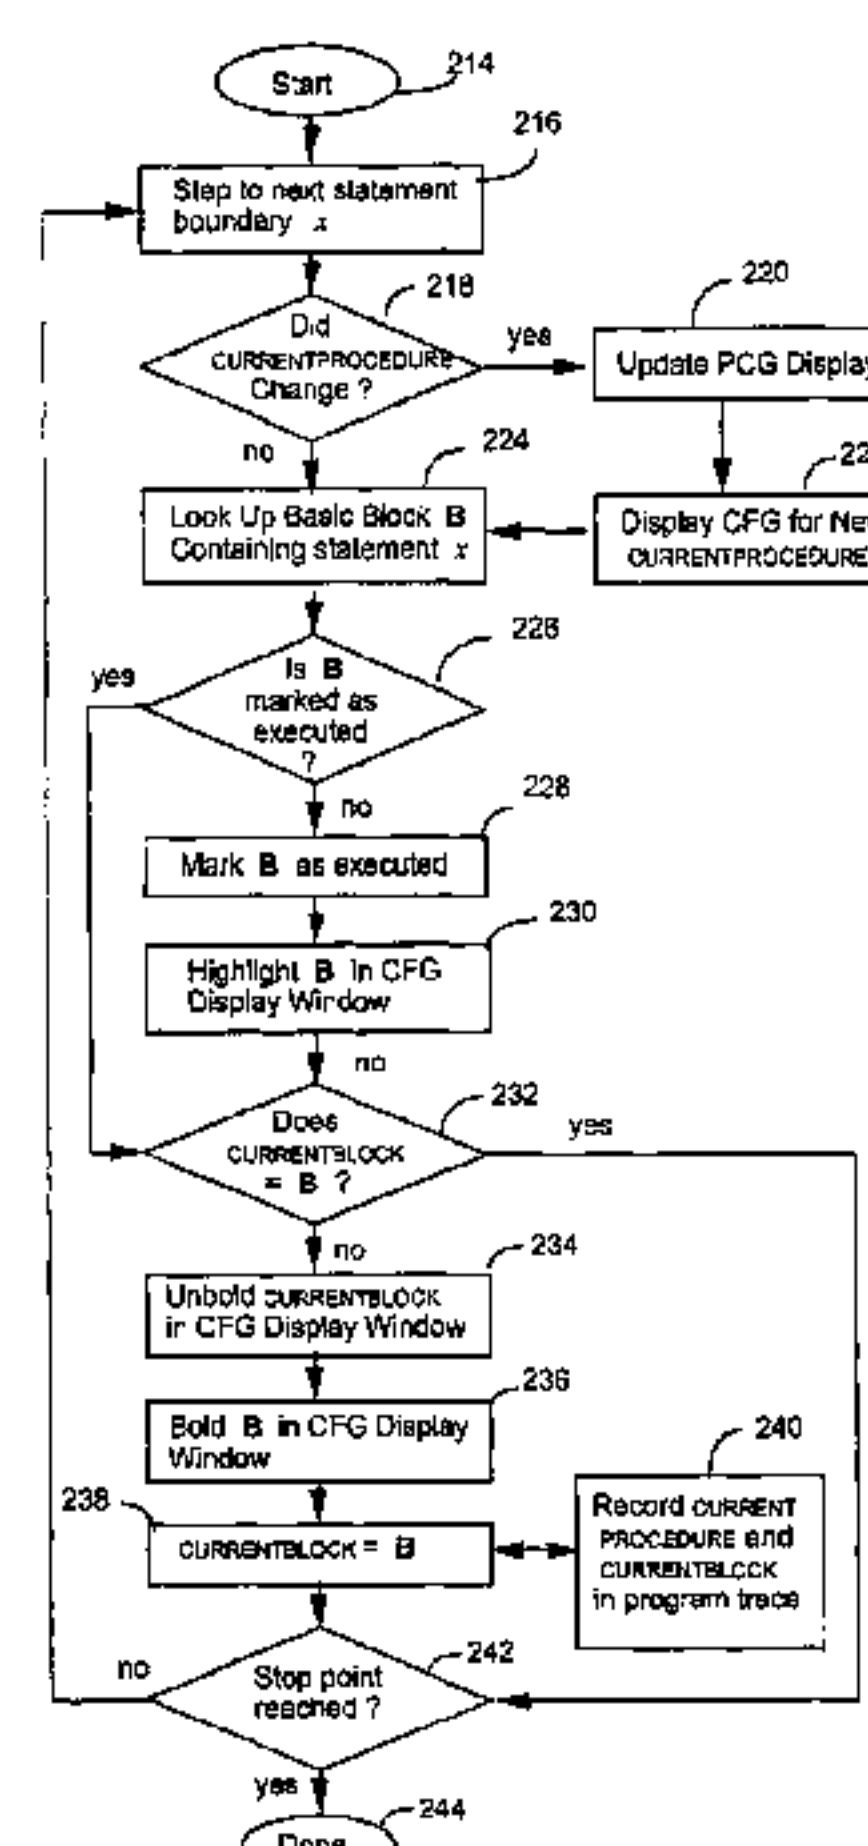 Start
214
216
Step to next statement
boundary x
218
Did
CURRENTPROCEDURE
Change ?
yes
220
Update PCG Display
no
224
22
Look Up Basic Block B
Containing statement x
Display CFG for New
CURRENTPROCEDURE
226
yes
Is B
marked as
executed
?
no
228
Mark B as executed
230
Highlight B in CFG
Display Window
no
232
yes
Does
CURRENTBLOCK
= B ?
no
234
Unbold CURRENTBLOCK
in CFG Display Window
236
Bold B in CFG Display
Window
240
238
CURRENTBLOCK = B
Record CURRENT
PROCEDURE and
CURRENTBLOCK
in program trace
242
no
Stop point
reached ?
yes
244
Done